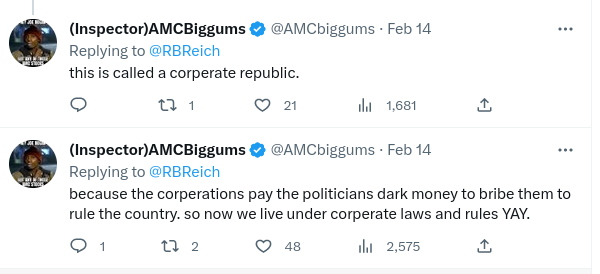 (Inspector)AMCBiggums @AMCbiggums · Feb 14
Replying to @RBReich
this is called a corperate republic.
1 21 1,681
(Inspector)AMCBiggums @AMCbiggums · Feb 14
Replying to @RBReich
because the corperations pay the politicians dark money to bribe them to
rule the country. so now we live under corperate laws and rules YAY.
1 2 48 2,575